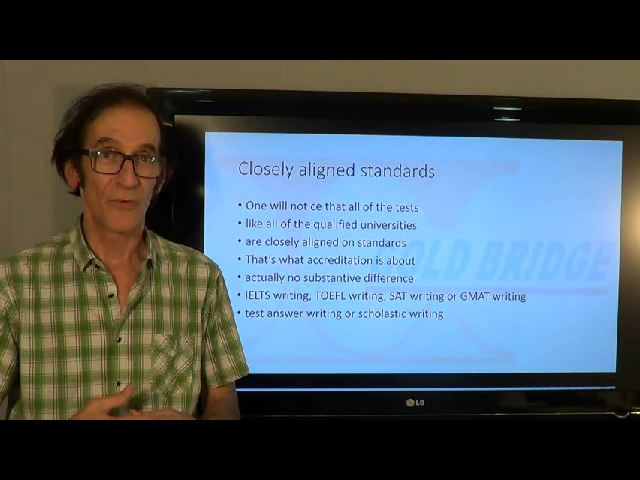 Closely aligned standards
• One will not ce that all of the tests
• like all of the qualified universities
• are closely aligned on standards
• That's what accreditation is about
• actually no substantive difference
• IELTS writing, TOEFL writing, SAT writing or GMAT writing
• test answer writing or scholastic writing
OLD BRIDGE
LG